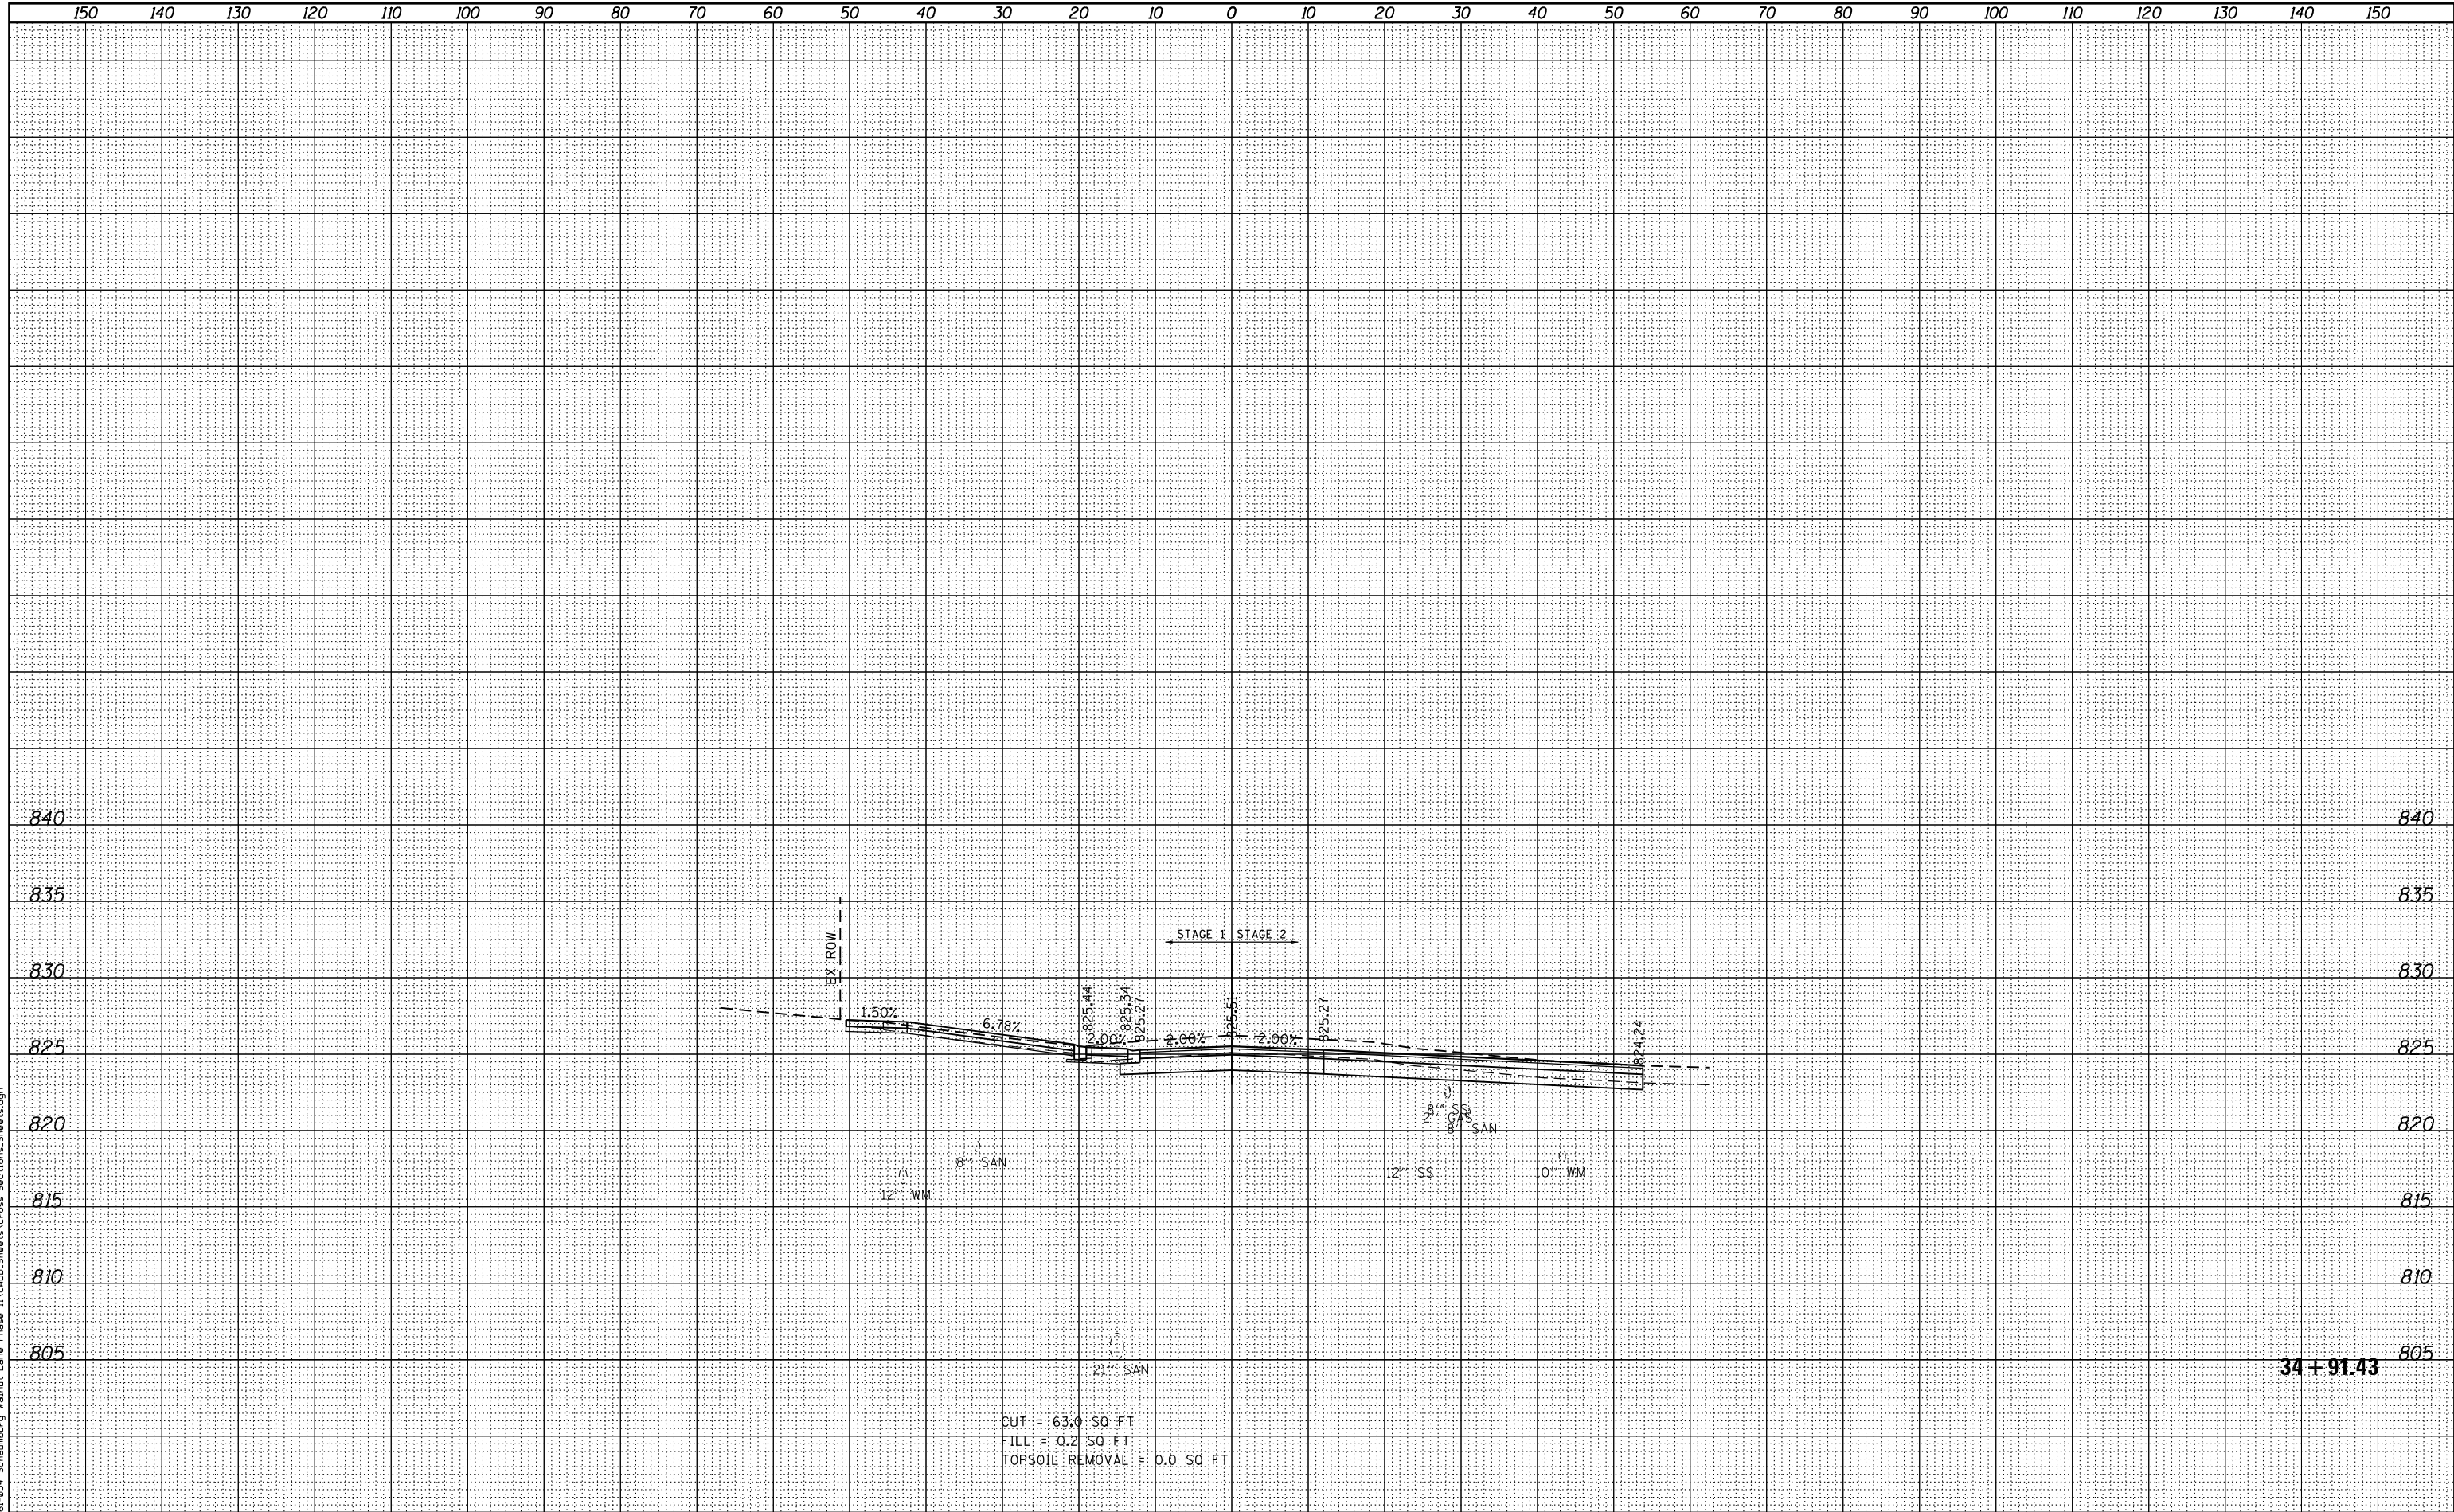 150 140 130 120 110 100 90 80 70 60 50 40 30 20 10 0 10 20 30 40 50 60 70 80 90 100 110 120 130 140 150
840 840
835 835
830 830
EX ROW
STAGE 1 STAGE 2
1.50%
6.78%
825.44
2.00%
825.34
825.27
2.00%
825.51
2.00%
825.27
824.24
825 825
820 820
8" SS
2" GAS
8" SAN
8" SAN
12" WM
12" SS
10" WM
815 815
810 810
805 805
21" SAN
34 + 91.43
CUT = 63.0 SQ FT
FILL = 0.2 SQ FT
TOPSOIL REMOVAL = 0.0 SQ FT